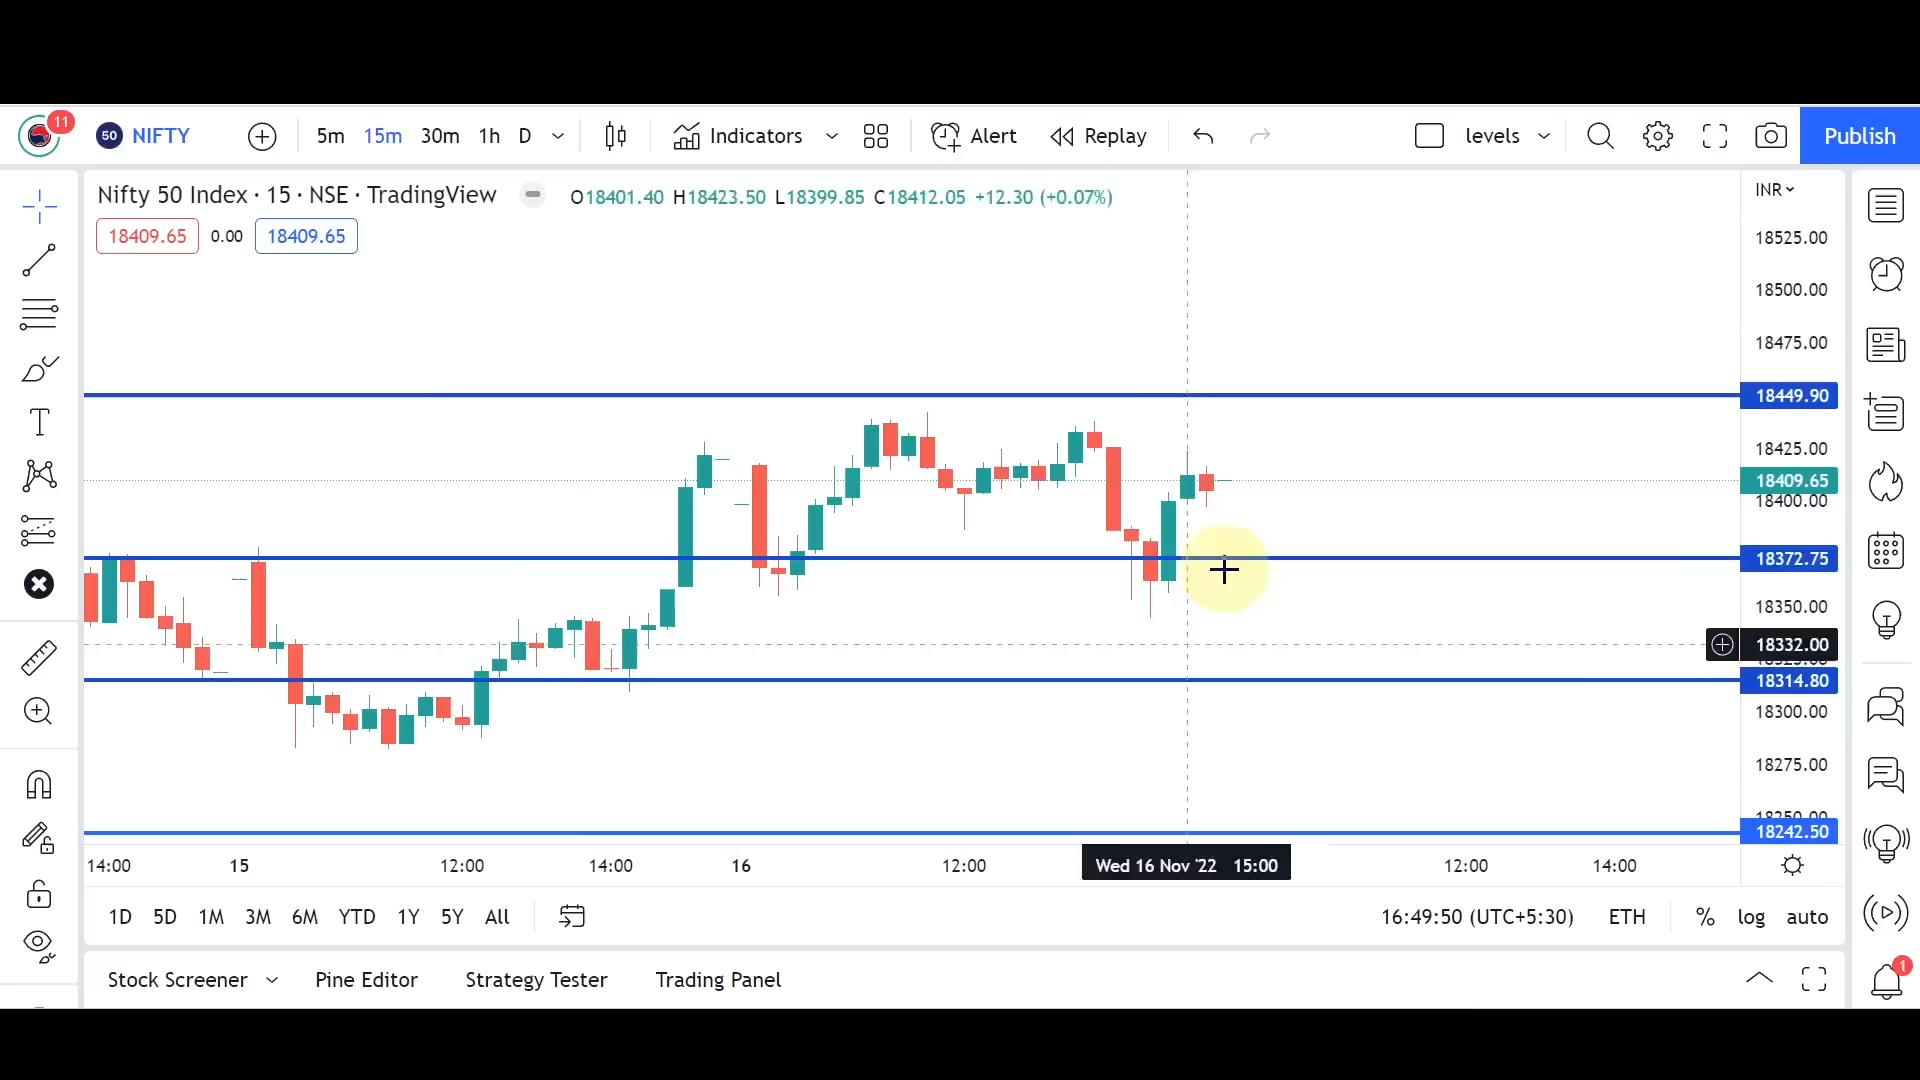 11
50 NIFTY 5m 15m 30m 1h D Indicators Alert Replay levels Publish
Nifty 50 Index · 15 · NSE · TradingView O18401.40 H18423.50 L18399.85 C18412.05 +12.30 (+0.07%) INR
18409.65 0.00 18409.65
18525.00
18500.00
18475.00
18449.90
18425.00
18409.65
18400.00
18372.75
18350.00
18332.00
18325.00
18314.80
18300.00
18275.00
18250.00
18242.50
14:00 15 12:00 14:00 16 12:00 Wed 16 Nov '22 15:00 12:00 14:00
1D 5D 1M 3M 6M YTD 1Y 5Y All 16:49:50 (UTC+5:30) ETH % log auto
Stock Screener Pine Editor Strategy Tester Trading Panel 1